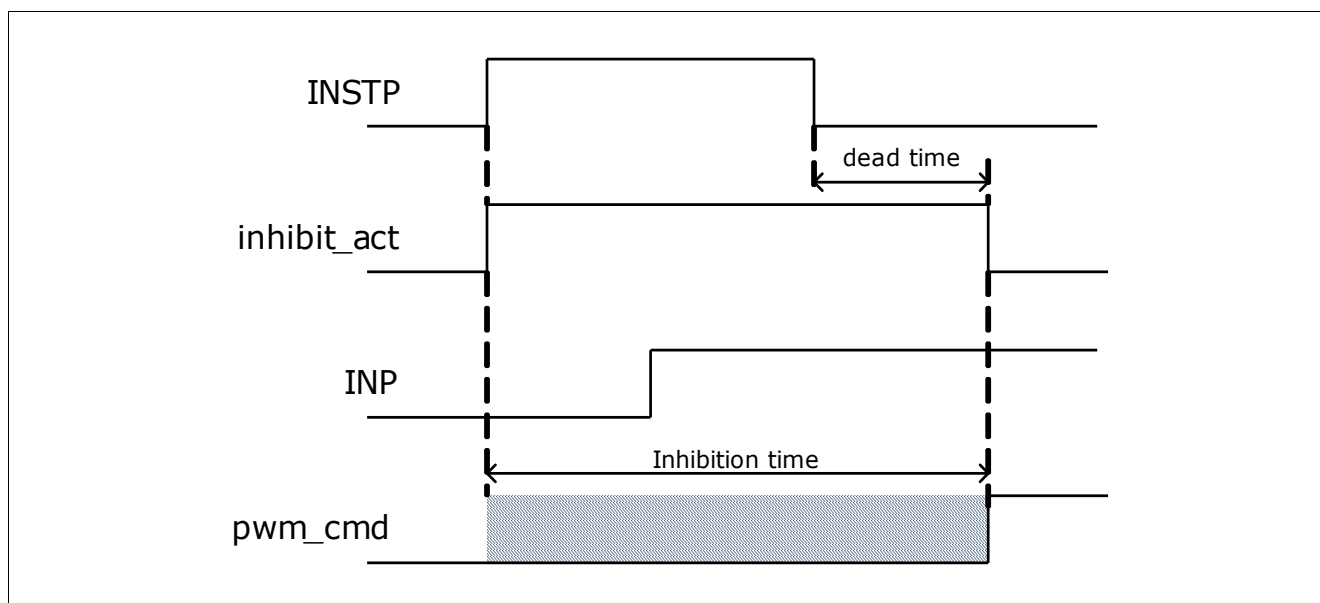 INSTP
dead time
inhibit_act
INP
Inhibition time
pwm_cmd